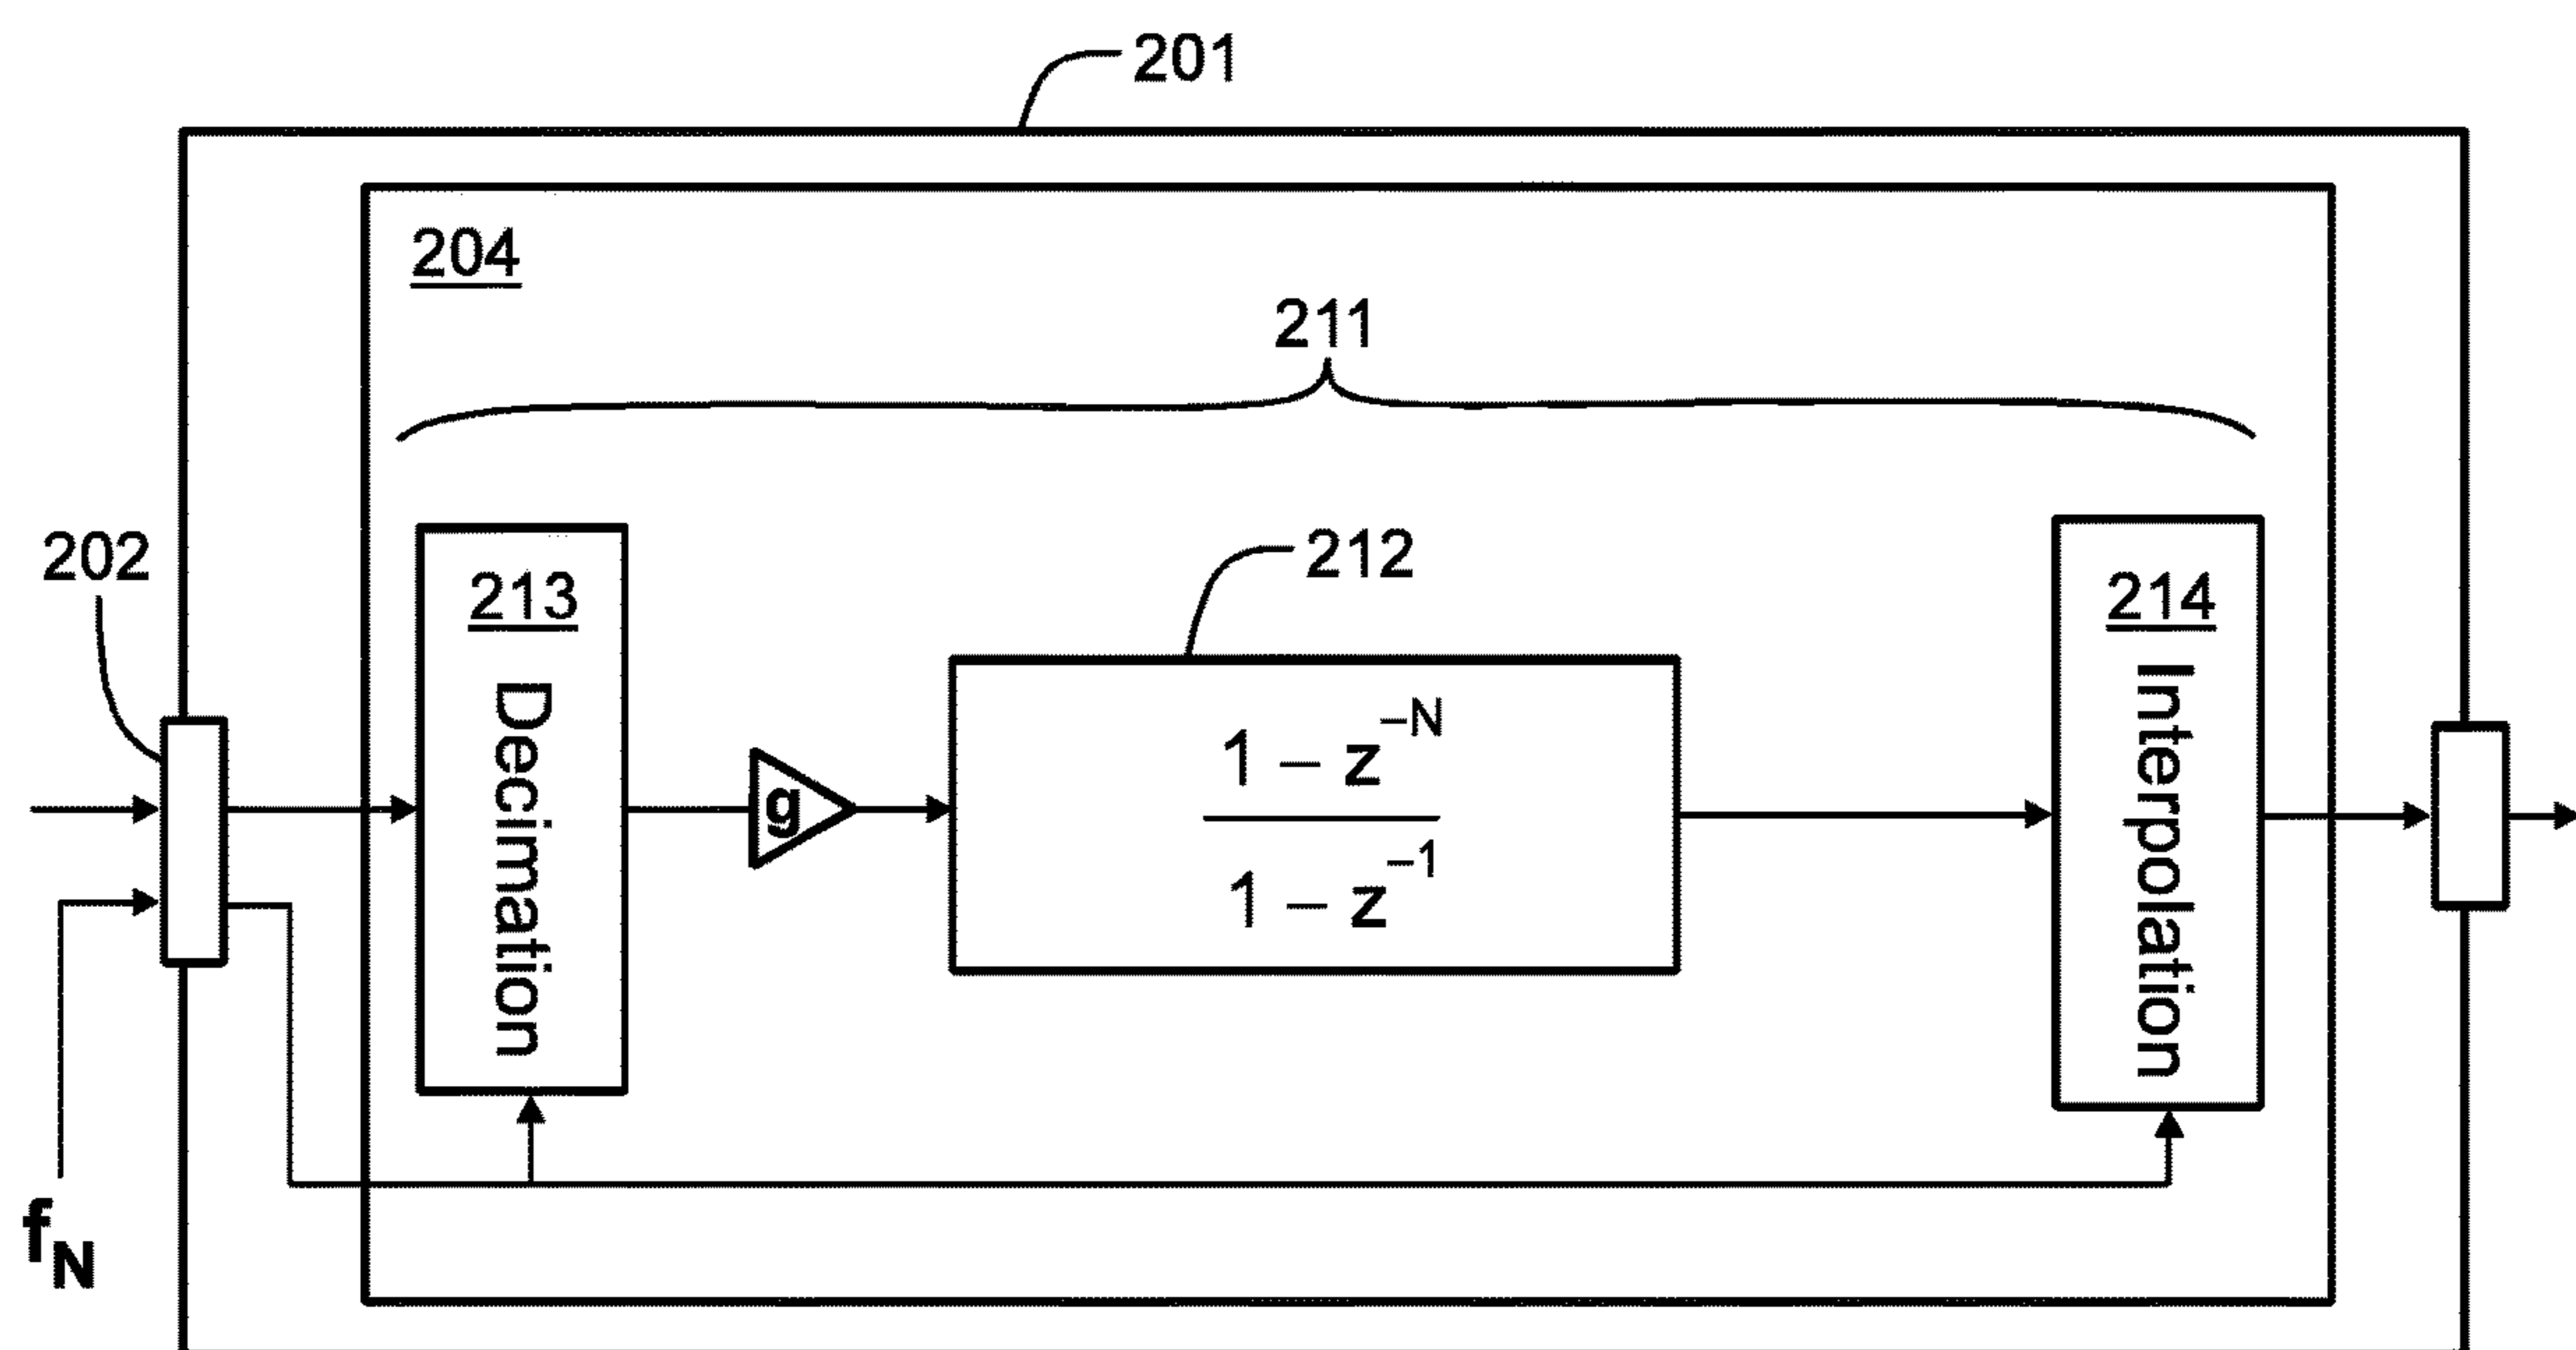 201
204
211
202
212
213
Decimation
g
1 – z^–N
1 – z^–1
214
Interpolation
f_N